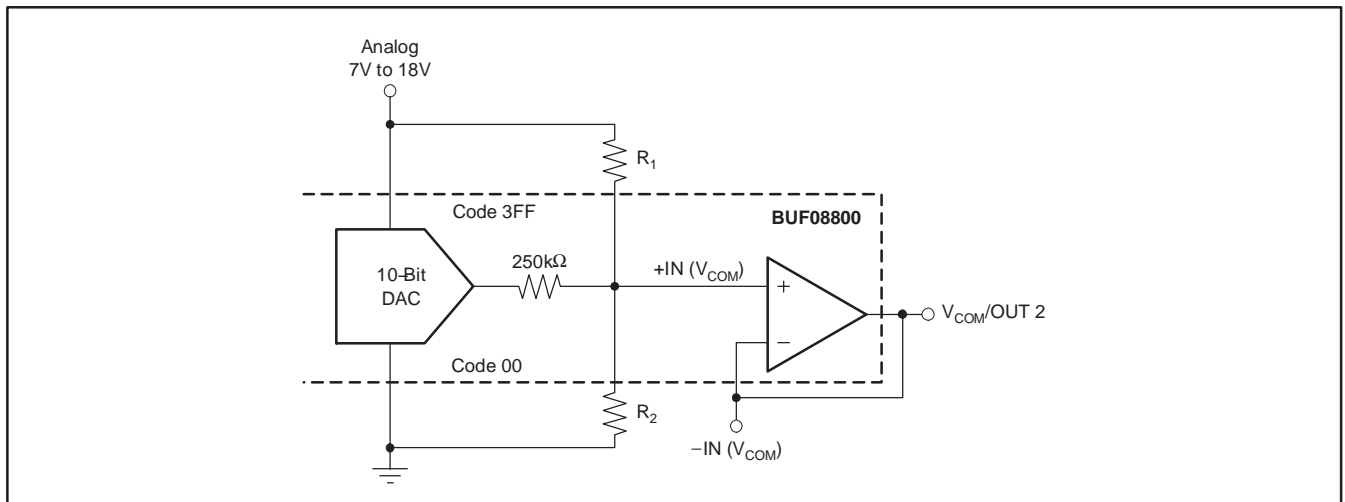 Analog
7V to 18V
R1
Code 3FF
BUF08800
10-Bit
DAC
250kΩ
+IN (VCOM)
+
−
VCOM/OUT 2
Code 00
R2
−IN (VCOM)